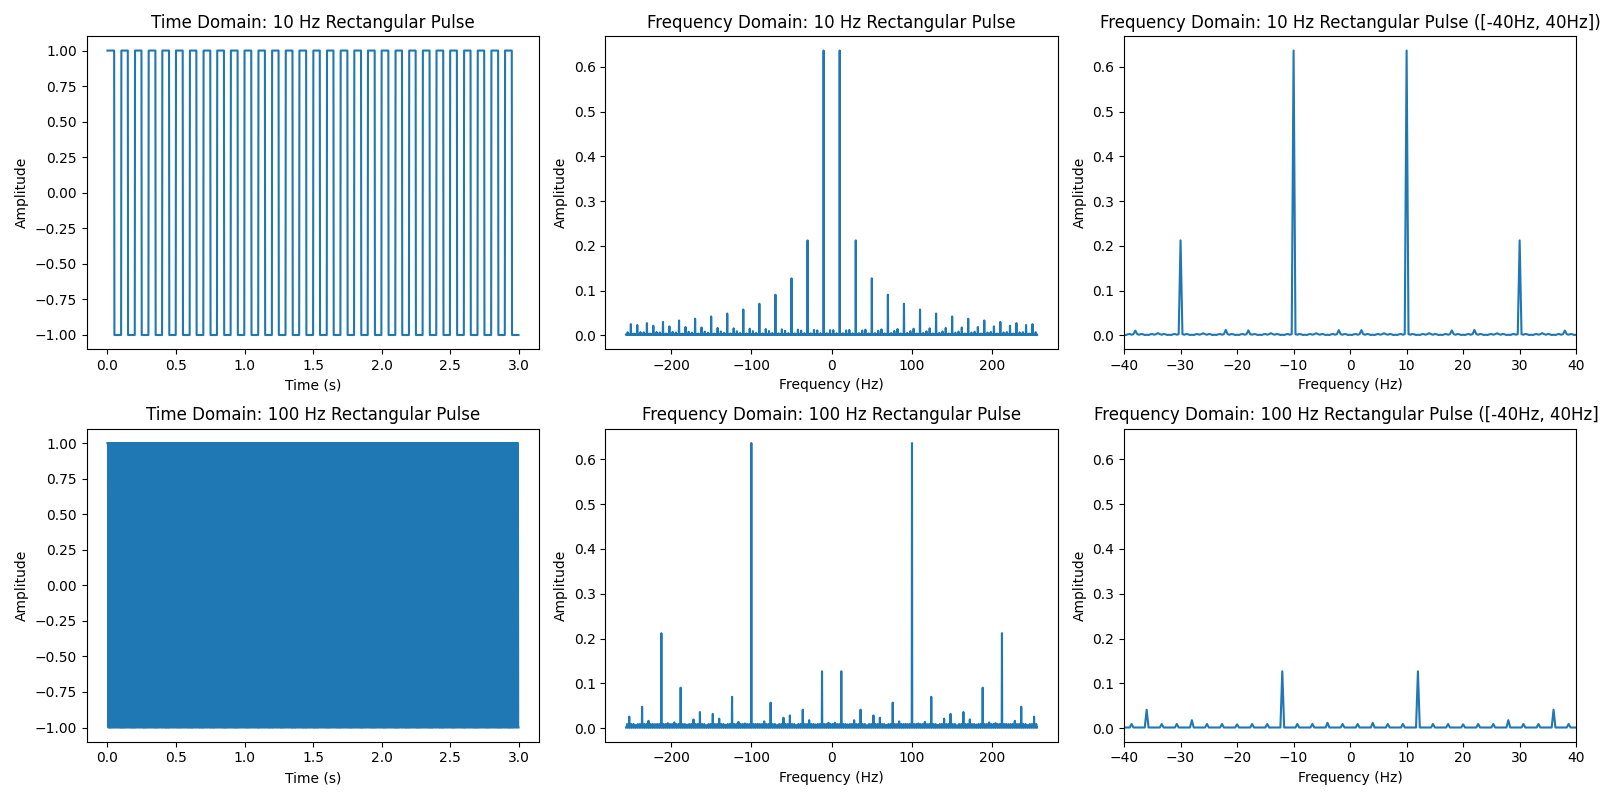 Time Domain: 10 Hz Rectangular Pulse
Amplitude
1.00
0.75
0.50
0.25
0.00
−0.25
−0.50
−0.75
−1.00
0.0 0.5 1.0 1.5 2.0 2.5 3.0
Time (s)
Frequency Domain: 10 Hz Rectangular Pulse
Amplitude
0.6
0.5
0.4
0.3
0.2
0.1
0.0
−200 −100 0 100 200
Frequency (Hz)
Frequency Domain: 10 Hz Rectangular Pulse ([-40Hz, 40Hz])
Amplitude
0.6
0.5
0.4
0.3
0.2
0.1
0.0
−40 −30 −20 −10 0 10 20 30 40
Frequency (Hz)
Time Domain: 100 Hz Rectangular Pulse
Amplitude
1.00
0.75
0.50
0.25
0.00
−0.25
−0.50
−0.75
−1.00
0.0 0.5 1.0 1.5 2.0 2.5 3.0
Time (s)
Frequency Domain: 100 Hz Rectangular Pulse
Amplitude
0.6
0.5
0.4
0.3
0.2
0.1
0.0
−200 −100 0 100 200
Frequency (Hz)
Frequency Domain: 100 Hz Rectangular Pulse ([-40Hz, 40Hz]
Amplitude
0.6
0.5
0.4
0.3
0.2
0.1
0.0
−40 −30 −20 −10 0 10 20 30 40
Frequency (Hz)